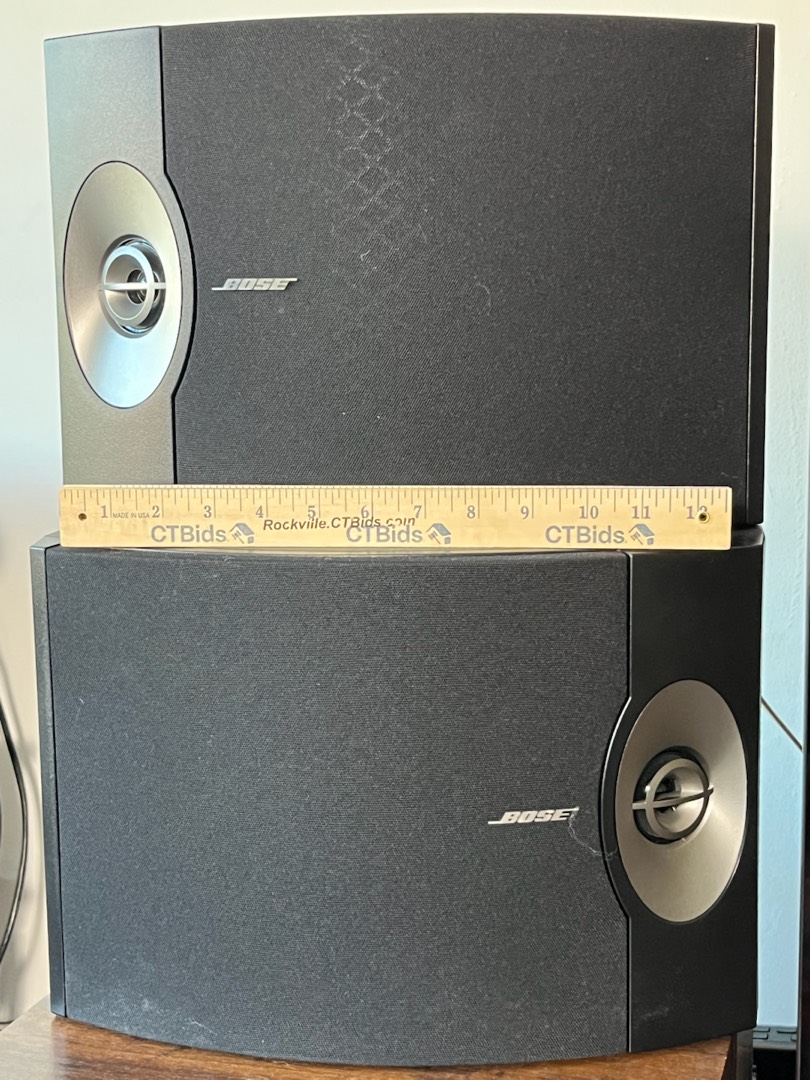 BOSE
1 MADE IN USA 2 3 4 5 6 7 8 9 10 11 12
Rockville.CTBids.com
CTBids CTBids CTBids
BOSE